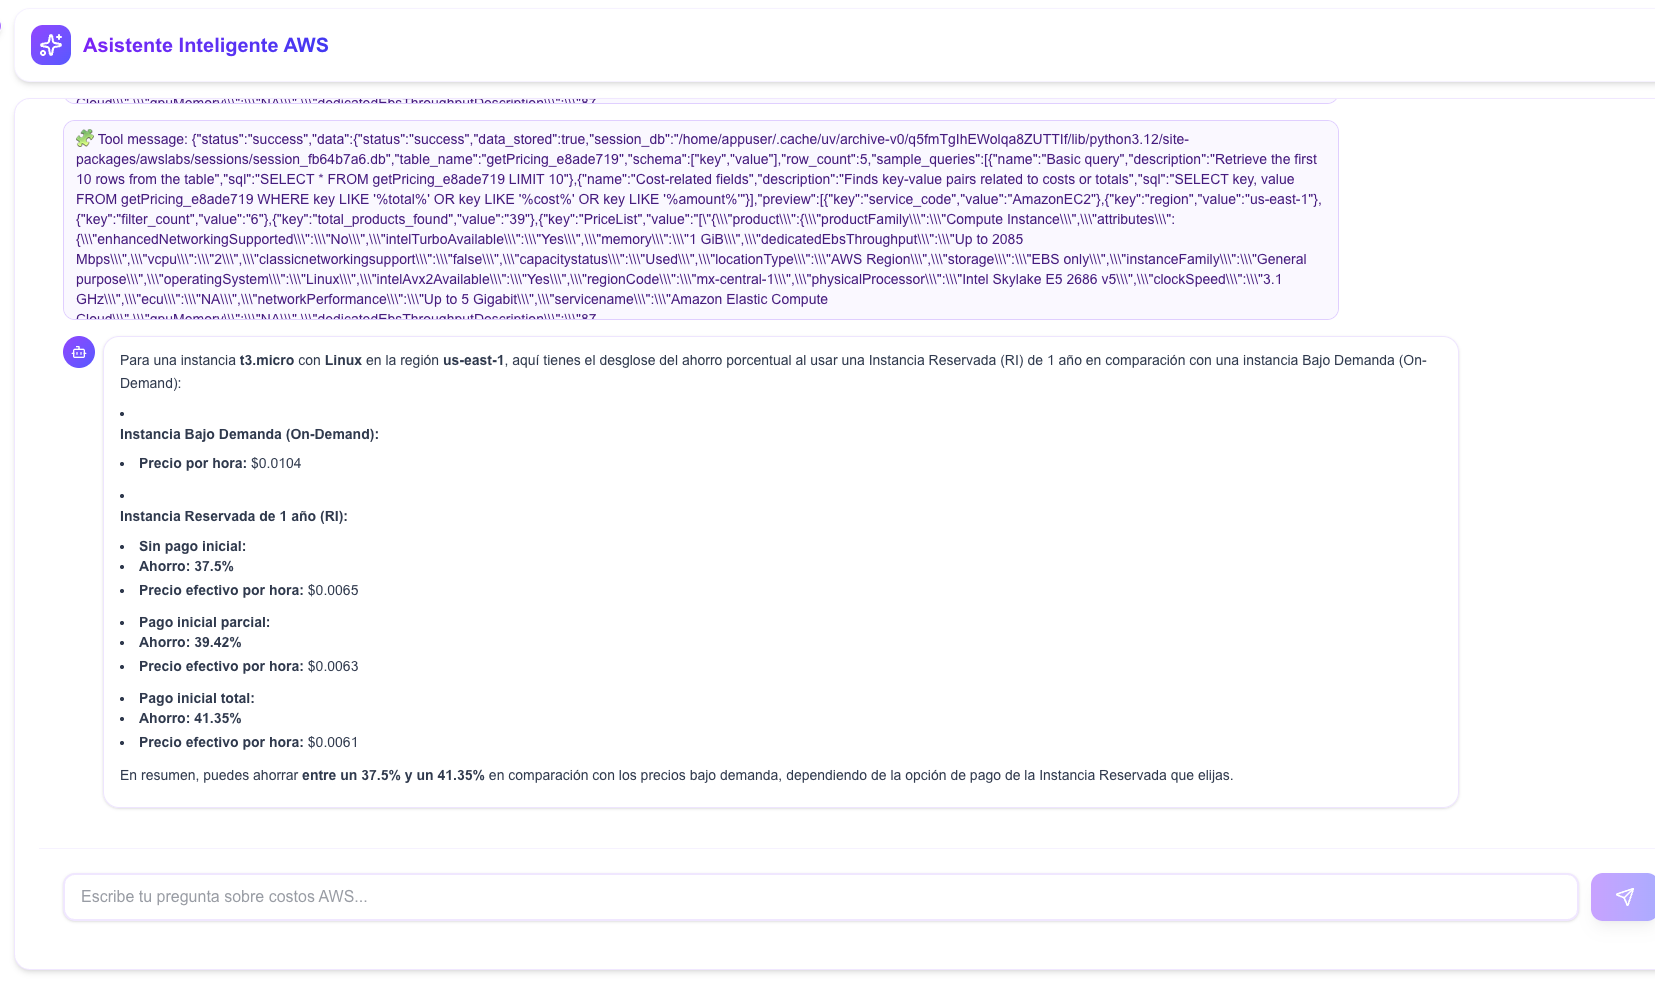 Asistente Inteligente AWS
Cloud\\\",\\\"gpuMemory\\\":\\\"NA\\\",\\\"dedicatedEbsThroughputDescription\\\":\\\"87
Tool message: {"status":"success","data":{"status":"success","data_stored":true,"session_db":"/home/appuser/.cache/uv/archive-v0/q5fmTgIhEWolqa8ZUTTIf/lib/python3.12/site-
packages/awslabs/sessions/session_fb64b7a6.db","table_name":"getPricing_e8ade719","schema":["key","value"],"row_count":5,"sample_queries":[{"name":"Basic query","description":"Retrieve the first
10 rows from the table","sql":"SELECT * FROM getPricing_e8ade719 LIMIT 10"},{"name":"Cost-related fields","description":"Finds key-value pairs related to costs or totals","sql":"SELECT key, value
FROM getPricing_e8ade719 WHERE key LIKE '%total%' OR key LIKE '%cost%' OR key LIKE '%amount%'"}],"preview":[{"key":"service_code","value":"AmazonEC2"},{"key":"region","value":"us-east-1"},
{"key":"filter_count","value":"6"},{"key":"total_products_found","value":"39"},{"key":"PriceList","value":"[\"{\\\"product\\\":{\\\"productFamily\\\":\\\"Compute Instance\\\",\\\"attributes\\\":
{\\\"enhancedNetworkingSupported\\\":\\\"No\\\",\\\"intelTurboAvailable\\\":\\\"Yes\\\",\\\"memory\\\":\\\"1 GiB\\\",\\\"dedicatedEbsThroughput\\\":\\\"Up to 2085
Mbps\\\",\\\"vcpu\\\":\\\"2\\\",\\\"classicnetworkingsupport\\\":\\\"false\\\",\\\"capacitystatus\\\":\\\"Used\\\",\\\"locationType\\\":\\\"AWS Region\\\",\\\"storage\\\":\\\"EBS only\\\",\\\"instanceFamily\\\":\\\"General
purpose\\\",\\\"operatingSystem\\\":\\\"Linux\\\",\\\"intelAvx2Available\\\":\\\"Yes\\\",\\\"regionCode\\\":\\\"mx-central-1\\\",\\\"physicalProcessor\\\":\\\"Intel Skylake E5 2686 v5\\\",\\\"clockSpeed\\\":\\\"3.1
GHz\\\",\\\"ecu\\\":\\\"NA\\\",\\\"networkPerformance\\\":\\\"Up to 5 Gigabit\\\",\\\"servicename\\\":\\\"Amazon Elastic Compute
Cloud\\\",\\\"gpuMemory\\\":\\\"NA\\\",\\\"dedicatedEbsThroughputDescription\\\":\\\"87
Para una instancia t3.micro con Linux en la región us-east-1, aquí tienes el desglose del ahorro porcentual al usar una Instancia Reservada (RI) de 1 año en comparación con una instancia Bajo Demanda (On-
Demand):
•
Instancia Bajo Demanda (On-Demand):
• Precio por hora: $0.0104
•
Instancia Reservada de 1 año (RI):
• Sin pago inicial:
• Ahorro: 37.5%
• Precio efectivo por hora: $0.0065
• Pago inicial parcial:
• Ahorro: 39.42%
• Precio efectivo por hora: $0.0063
• Pago inicial total:
• Ahorro: 41.35%
• Precio efectivo por hora: $0.0061
En resumen, puedes ahorrar entre un 37.5% y un 41.35% en comparación con los precios bajo demanda, dependiendo de la opción de pago de la Instancia Reservada que elijas.
Escribe tu pregunta sobre costos AWS...